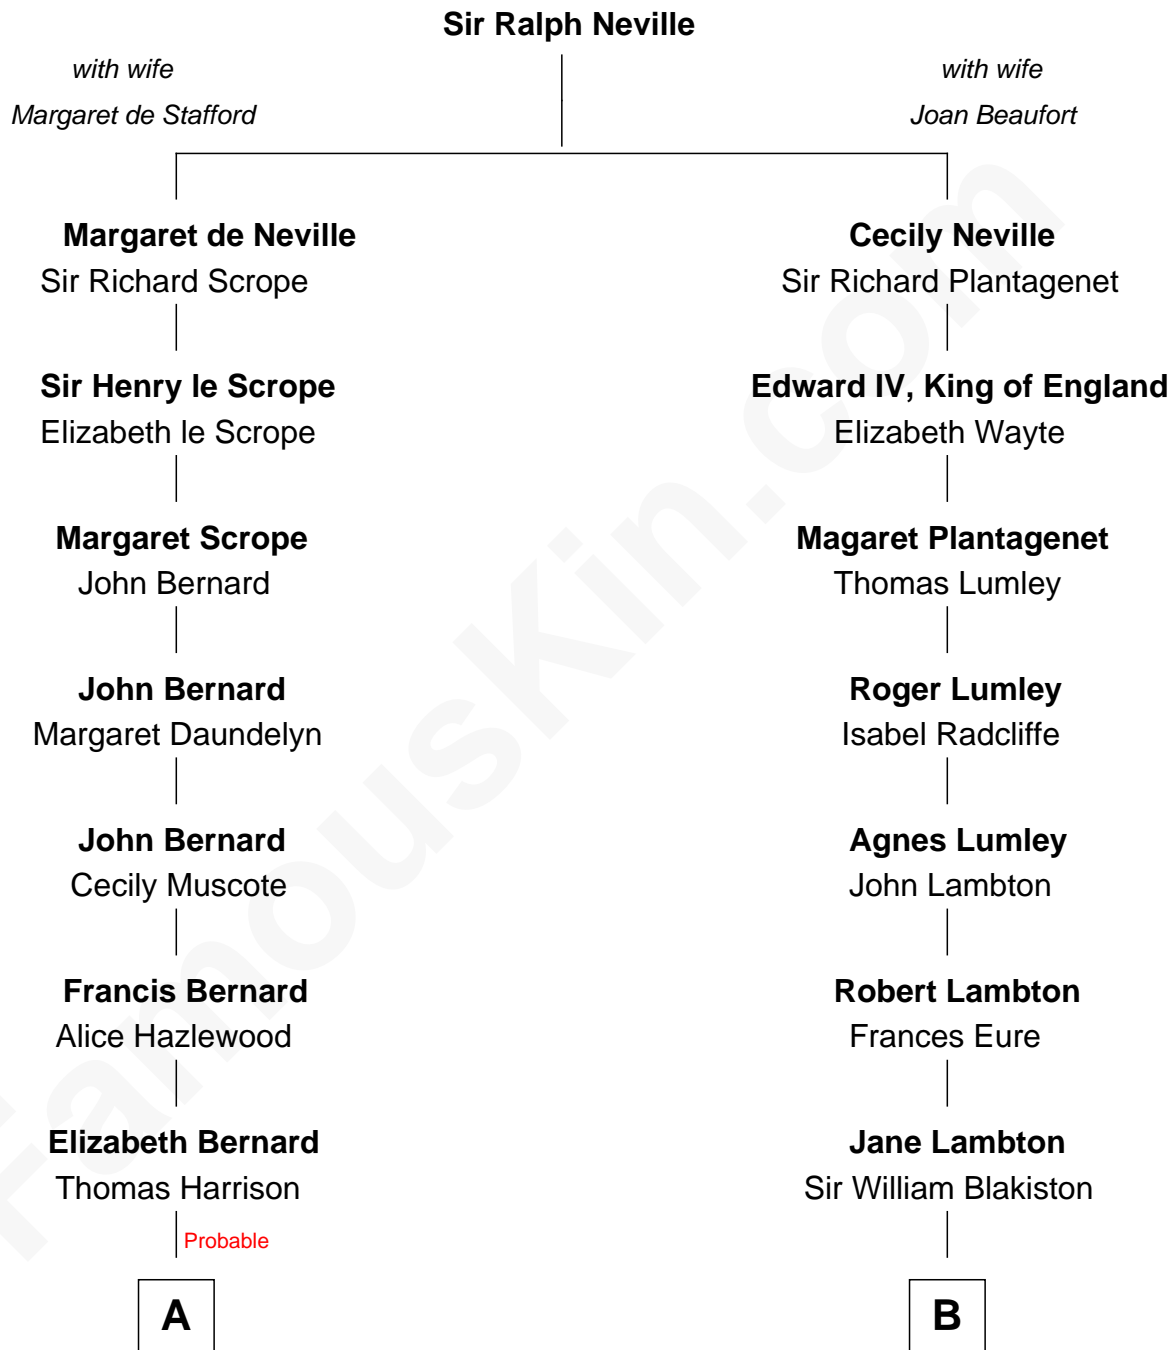 Sir Ralph Neville
with wife
Margaret de Stafford
with wife
Joan Beaufort
Margaret de Neville
Sir Richard Scrope
Sir Henry le Scrope
Elizabeth le Scrope
Margaret Scrope
John Bernard
John Bernard
Margaret Daundelyn
John Bernard
Cecily Muscote
Francis Bernard
Alice Hazlewood
Elizabeth Bernard
Thomas Harrison
Probable
A
Cecily Neville
Sir Richard Plantagenet
Edward IV, King of England
Elizabeth Wayte
Magaret Plantagenet
Thomas Lumley
Roger Lumley
Isabel Radcliffe
Agnes Lumley
John Lambton
Robert Lambton
Frances Eure
Jane Lambton
Sir William Blakiston
B
FamousKin.com